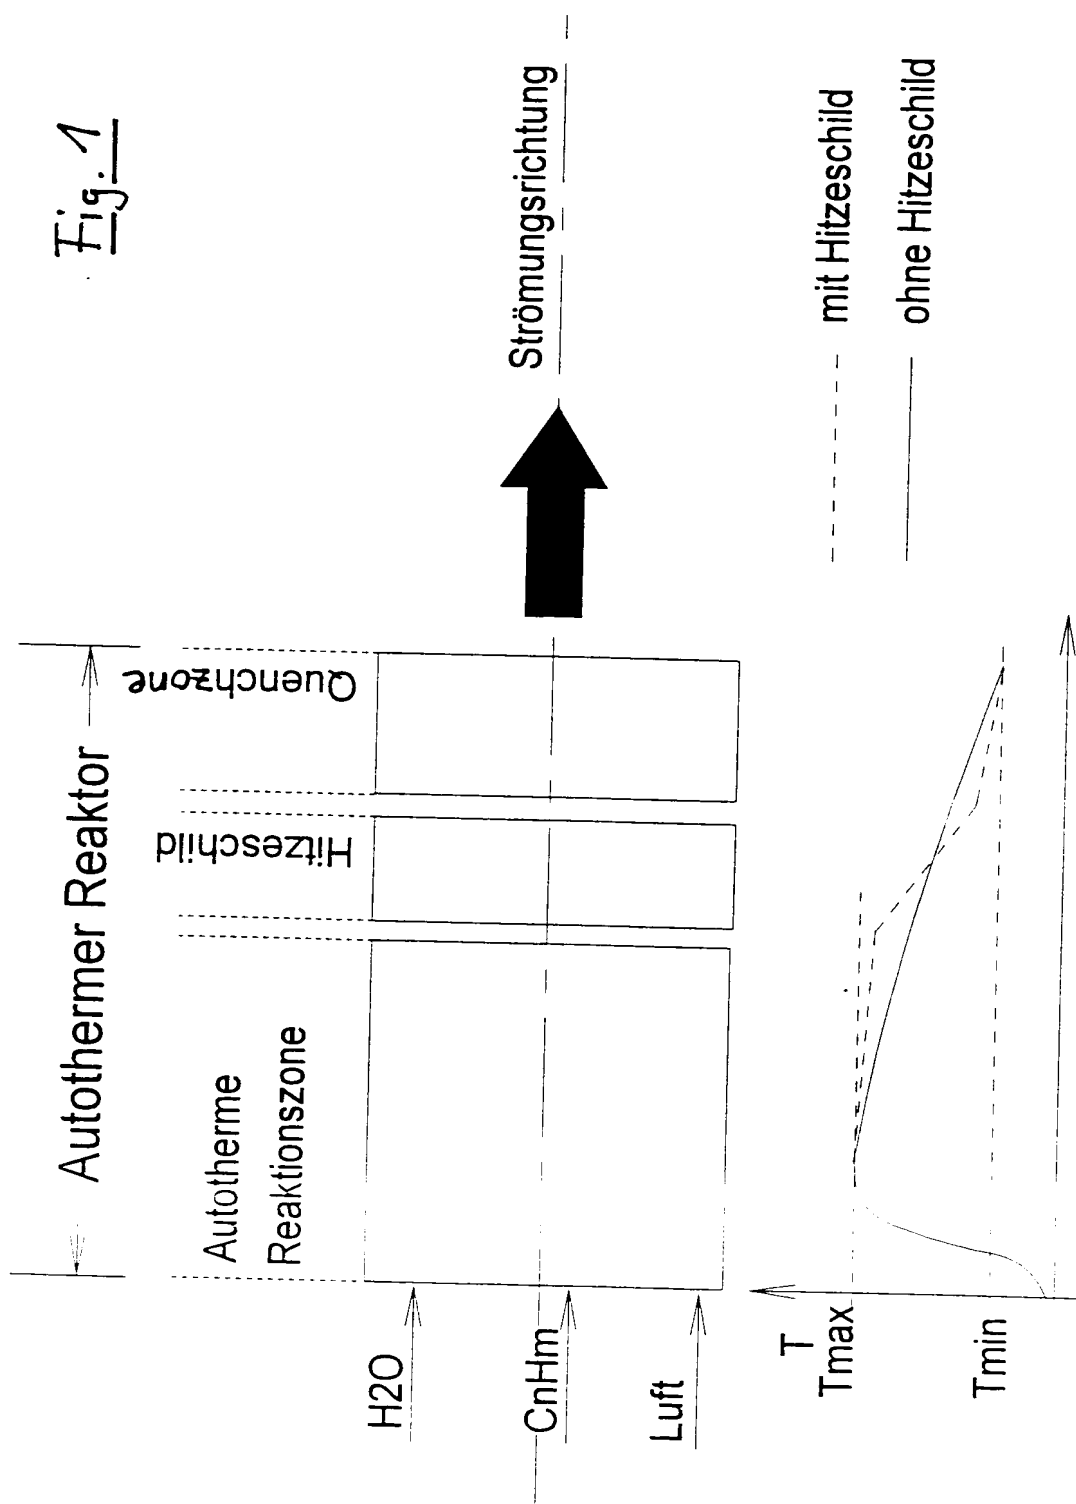 Fig. 1
Autothermer Reaktor
Autotherme
Reaktionszone
Hitzeschild
Quenchzone
H2O
CnHm
Luft
Strömungsrichtung
T
Tmax
Tmin
mit Hitzeschild
ohne Hitzeschild